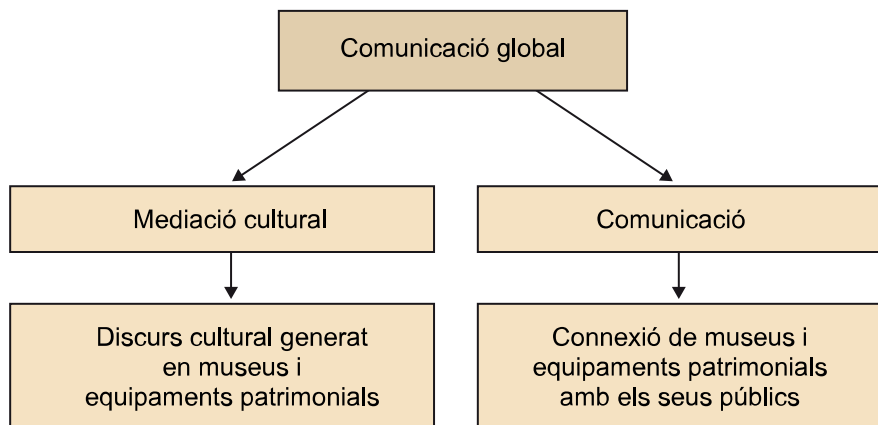 Comunicació global
Mediació cultural
Comunicació
Discurs cultural generat
en museus i
equipaments patrimonials
Connexió de museus i
equipaments patrimonials
amb els seus públics